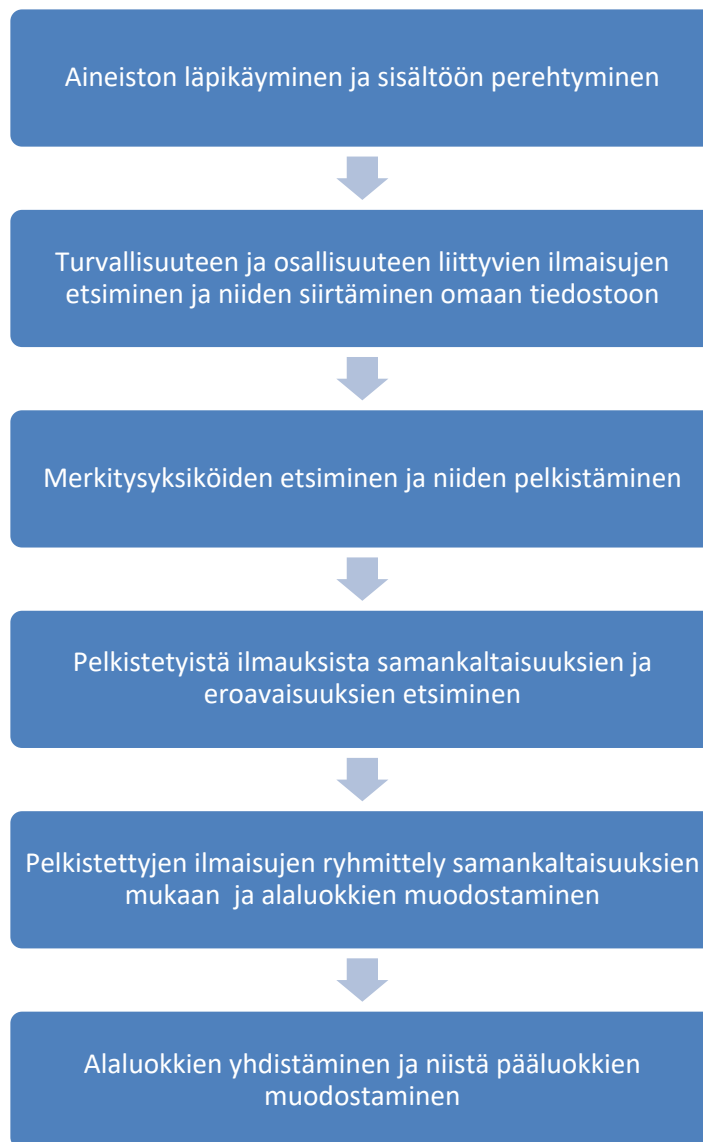 Aineiston läpikäyminen ja sisältöön perehtyminen
Turvallisuuteen ja osallisuuteen liittyvien ilmaisujen
etsiminen ja niiden siirtäminen omaan tiedostoon
Merkitysyksiköiden etsiminen ja niiden pelkistäminen
Pelkistetyistä ilmauksista samankaltaisuuksien ja
eroavaisuuksien etsiminen
Pelkistettyjen ilmaisujen ryhmittely samankaltaisuuksien
mukaan  ja alaluokkien muodostaminen
Alaluokkien yhdistäminen ja niistä pääluokkien
muodostaminen